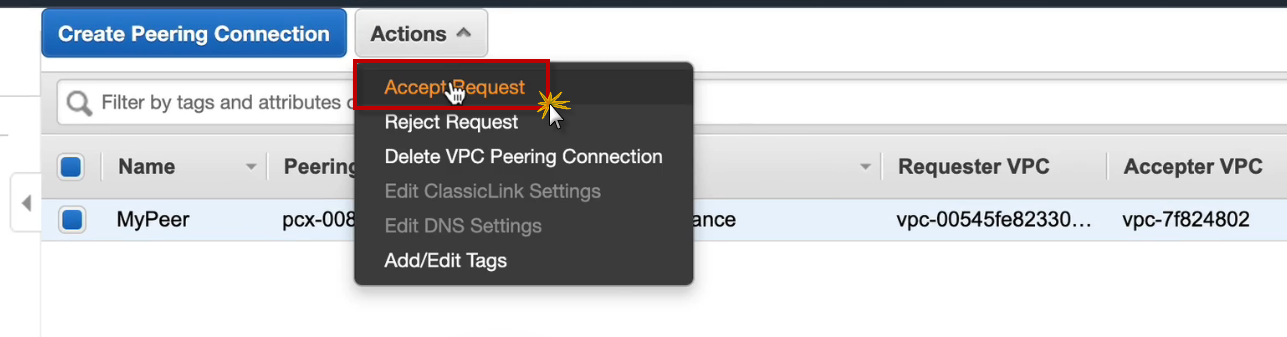 Create Peering Connection
Actions
Accept Request
Filter by tags and attributes
Reject Request
Delete VPC Peering Connection
Name
Peering
Requester VPC
Accepter VPC
Edit ClassicLink Settings
MyPeer
pcx-008
vpc-00545fe82330...
vpc-7f824802
Edit DNS Settings
Add/Edit Tags